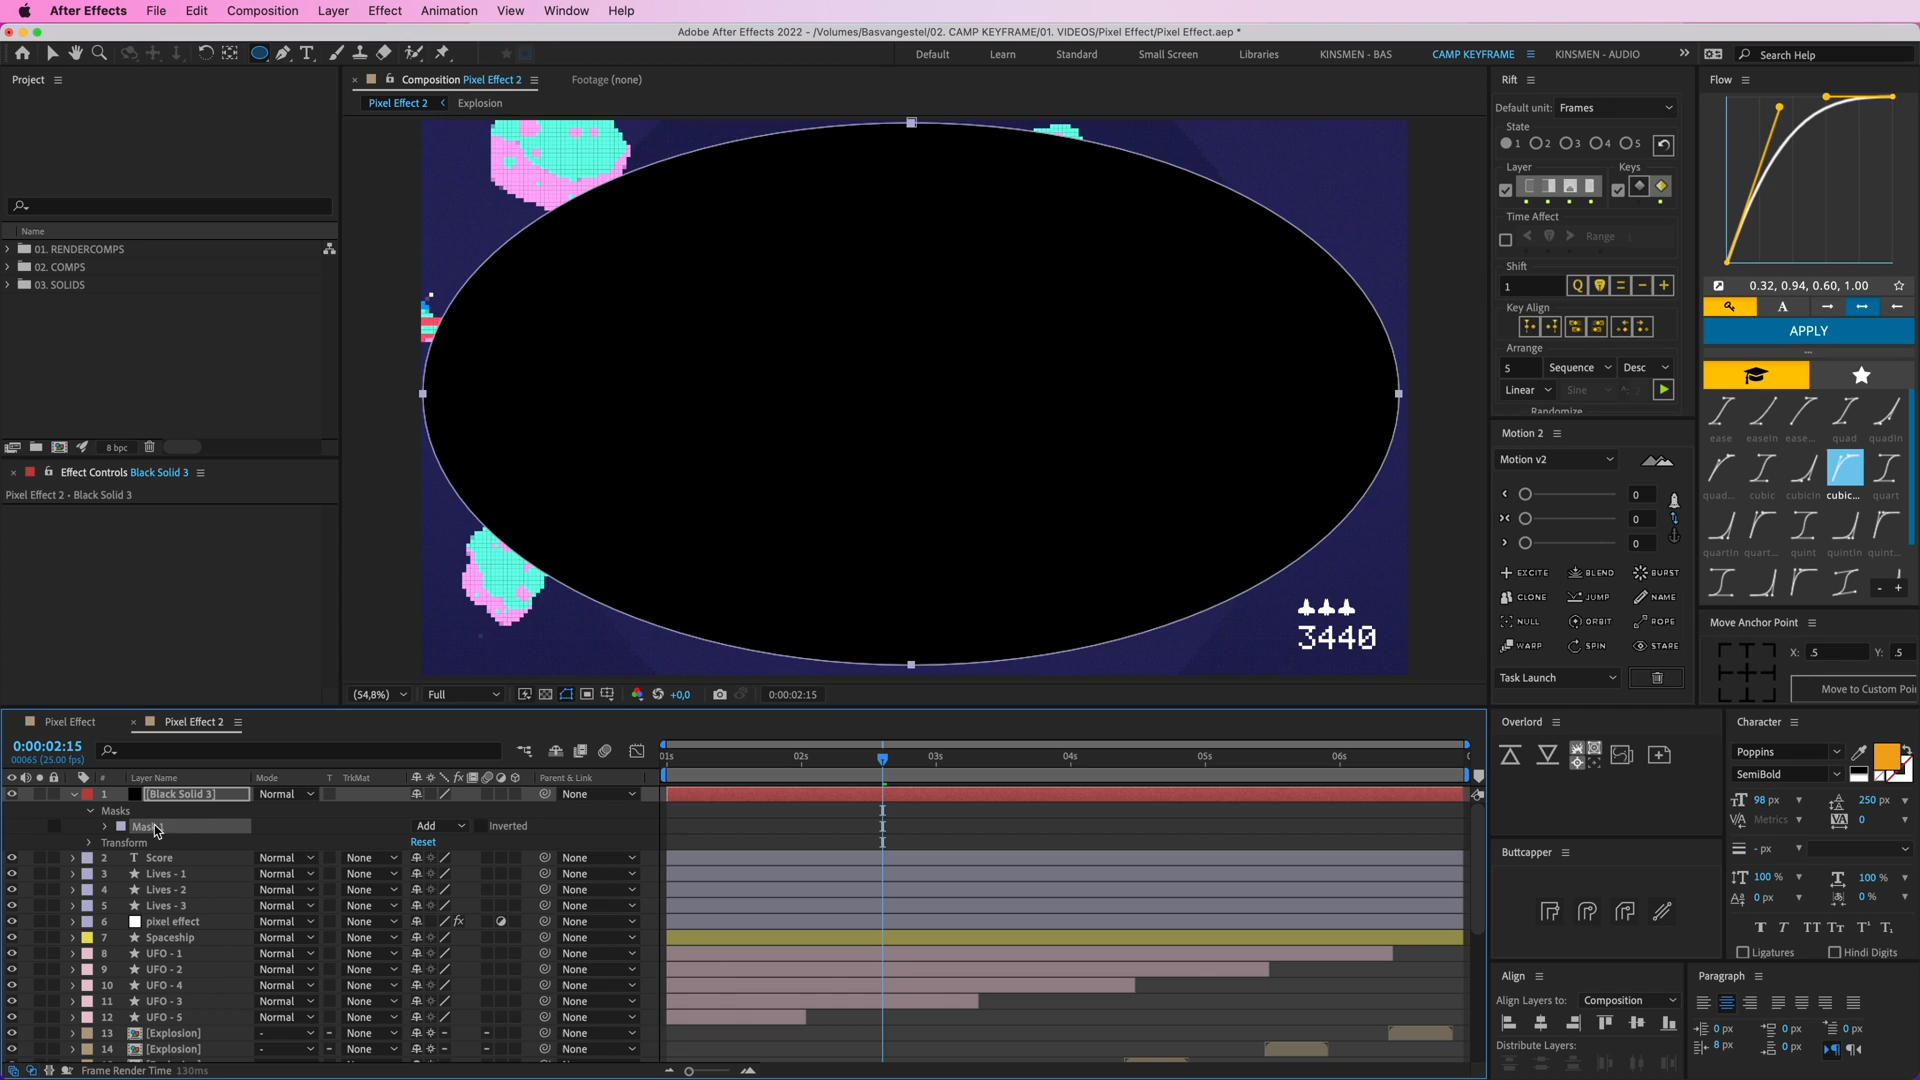 After Effects File Edit Composition Layer Effect Animation View Window Help
Adobe After Effects 2022 - /Volumes/Basvangestel/02. CAMP KEYFRAME/01. VIDEOS/Pixel Effect/Pixel Effect.aep *
Default Learn Standard Small Screen Libraries KINSMEN - BAS CAMP KEYFRAME KINSMEN - AUDIO Search Help
Project
Name
01. RENDERCOMPS
02. COMPS
03. SOLIDS
8 bpc
Effect Controls Black Solid 3
Pixel Effect 2 • Black Solid 3
Composition Pixel Effect 2 Footage (none)
Pixel Effect 2 Explosion
3440
(54,8%) Full +0,0 0:00:02:15
Rift
Default unit: Frames
State
1 2 3 4 5
Layer Keys
Time Affect
Range
Shift
1 Q
Key Align
Arrange
5 Sequence Desc
Linear Sine
Randomize
Motion 2
Motion v2
0
0
0
EXCITE BLEND BURST
CLONE JUMP NAME
NULL ORBIT ROPE
WARP SPIN STARE
Task Launch
Flow
0.32, 0.94, 0.60, 1.00
A
APPLY
ease easeIn ease... quad quadIn
quad... cubic cubicIn cubic... quart
quartIn quart... quint quintIn quint...
Move Anchor Point
X: .5 Y: .5
Move to Custom Poi
Pixel Effect Pixel Effect 2
0:00:02:15
00065 (25.00 fps)
01s 02s 03s 04s 05s 06s
# Layer Name Mode T TrkMat Parent & Link
1 [Black Solid 3] Normal None
Masks
Mask 1 Add Inverted
Transform Reset
2 T Score Normal None None
3 Lives - 1 Normal None None
4 Lives - 2 Normal None None
5 Lives - 3 Normal None None
6 pixel effect Normal None fx None
7 Spaceship Normal None None
8 UFO - 1 Normal None None
9 UFO - 2 Normal None None
10 UFO - 4 Normal None None
11 UFO - 3 Normal None None
12 UFO - 5 Normal None None
13 [Explosion] - None
14 [Explosion] - None
Frame Render Time 130ms
Overlord
Buttcapper
Align
Align Layers to: Composition
Distribute Layers:
Character
Poppins
SemiBold
98 px 250 px
Metrics 0
- px
100 % 100 %
0 px 0 %
T T TT Tt T¹ T₁
Ligatures Hindi Digits
Paragraph
0 px 0 px 0 px
8 px 0 px